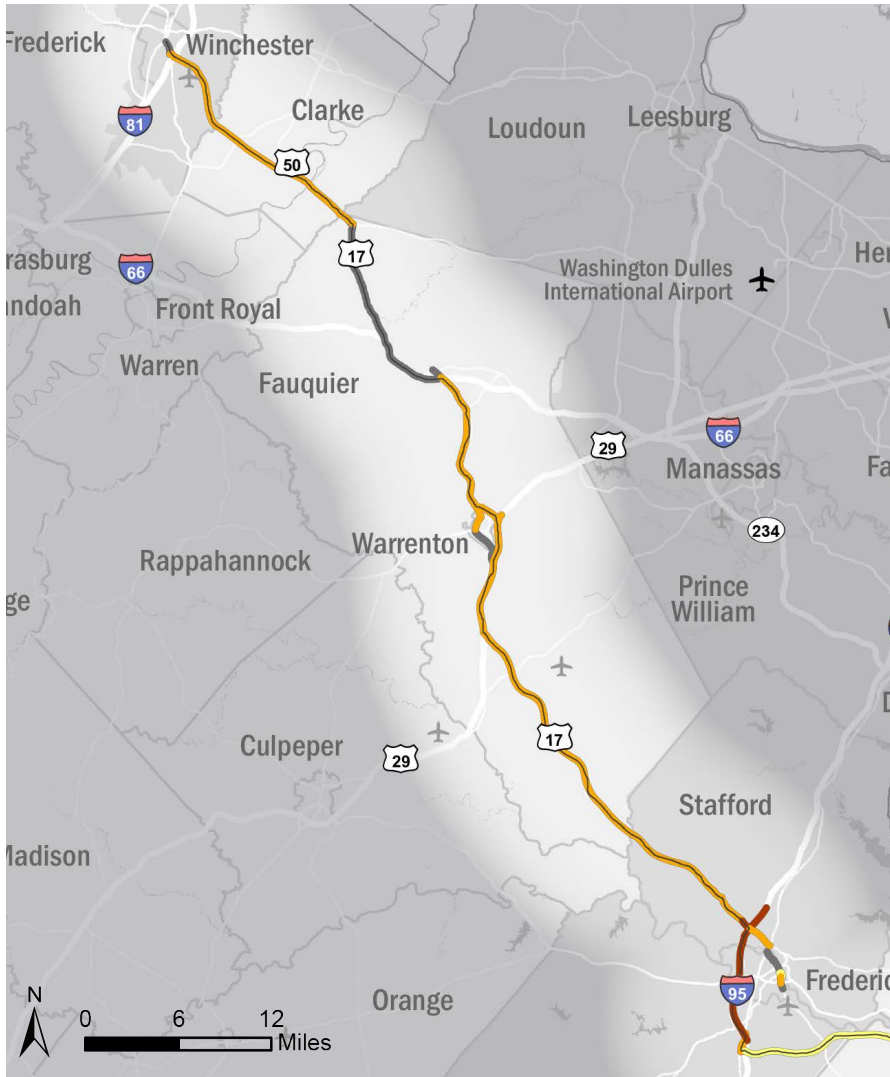 Frederick
Winchester
81
Clarke
Loudoun
Leesburg
50
17
rasburg
66
Washington Dulles
International Airport
Her
andoah
Front Royal
Warren
Fauquier
29
66
Manassas
Fa
234
Warrenton
Rappahannock
ge
Prince
William
17
Culpeper
29
Stafford
Madison
Orange
95
Frederic
N
0
6
12
Miles